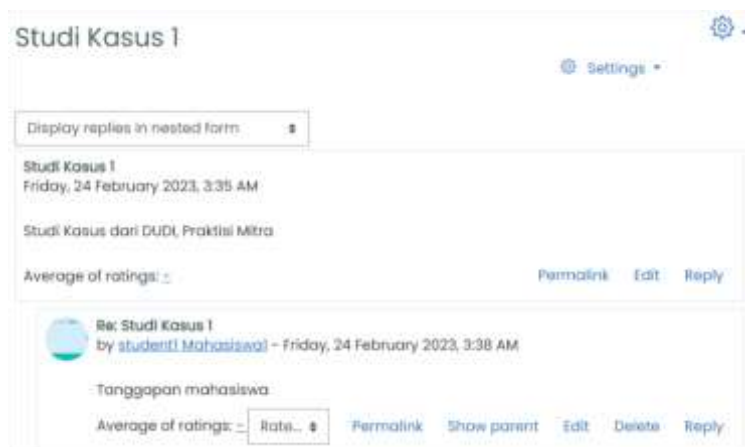 Studi Kasus 1
Settings
Display replies in nested form
Studi Kasus 1
Friday, 24 February 2023, 3:35 AM
Studi Kasus dari DUDI, Praktisi Mitra
Average of ratings: - Permalink Edit Reply
Re: Studi Kasus 1
by student1 Mahasiswa1 - Friday, 24 February 2023, 3:38 AM
Tanggapan mahasiswa
Average of ratings: - Rate... Permalink Show parent Edit Delete Reply